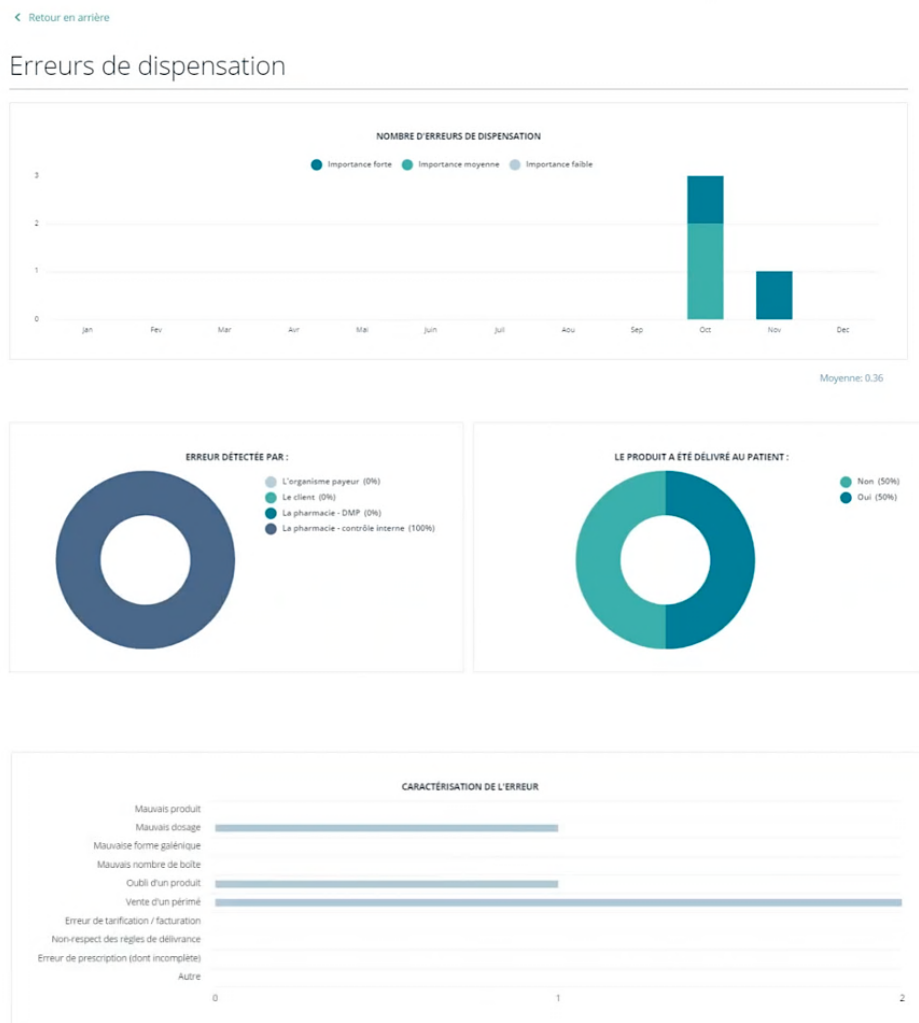 Retour en arrière
Erreurs de dispensation
NOMBRE D'ERREURS DE DISPENSATION
Importance forte Importance moyenne Importance faible
3
2
1
0
Jan Fev Mar Avr Mai Juin Juil Aou Sep Oct Nov Dec
Moyenne: 0.36
ERREUR DÉTECTÉE PAR :
L'organisme payeur (0%)
Le client (0%)
La pharmacie - DMP (0%)
La pharmacie - contrôle interne (100%)
LE PRODUIT A ÉTÉ DÉLIVRÉ AU PATIENT :
Non (50%)
Oui (50%)
CARACTÉRISATION DE L'ERREUR
Mauvais produit
Mauvais dosage
Mauvaise forme galénique
Mauvais nombre de boîte
Oubli d'un produit
Vente d'un périmé
Erreur de tarification / facturation
Non-respect des règles de délivrance
Erreur de prescription (dont incomplète)
Autre
0 1 2